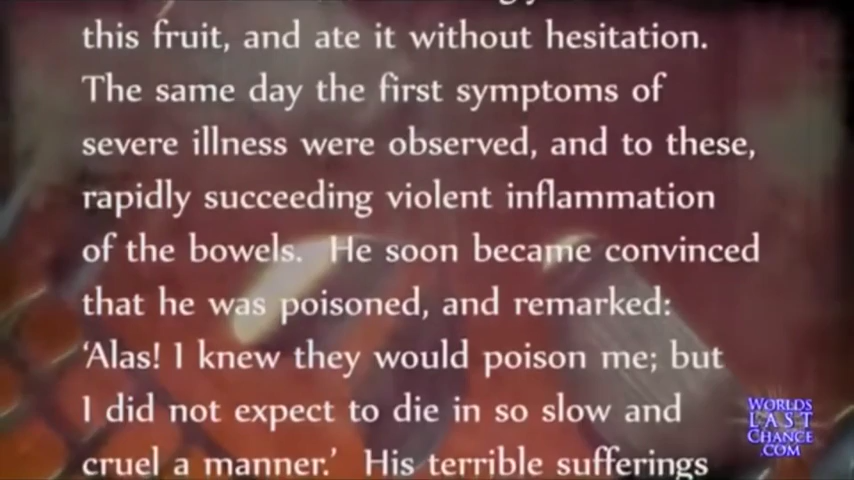 this fruit, and ate it without hesitation.
The same day the first symptoms of
severe illness were observed, and to these,
rapidly succeeding violent inflammation
of the bowels. He soon became convinced
that he was poisoned, and remarked:
‘Alas! I knew they would poison me; but
I did not expect to die in so slow and
cruel a manner.’ His terrible sufferings
WORLDS
LAST
CHANCE
.COM